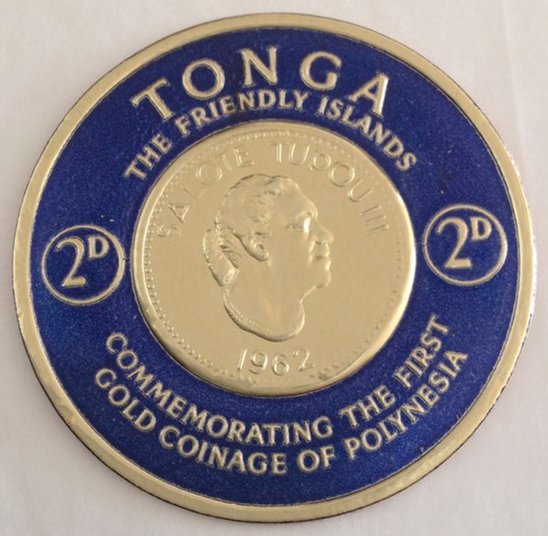 TONGA
THE FRIENDLY ISLANDS
SALOTE TUPOU III
2D
2D
1962
COMMEMORATING THE FIRST
GOLD COINAGE OF POLYNESIA